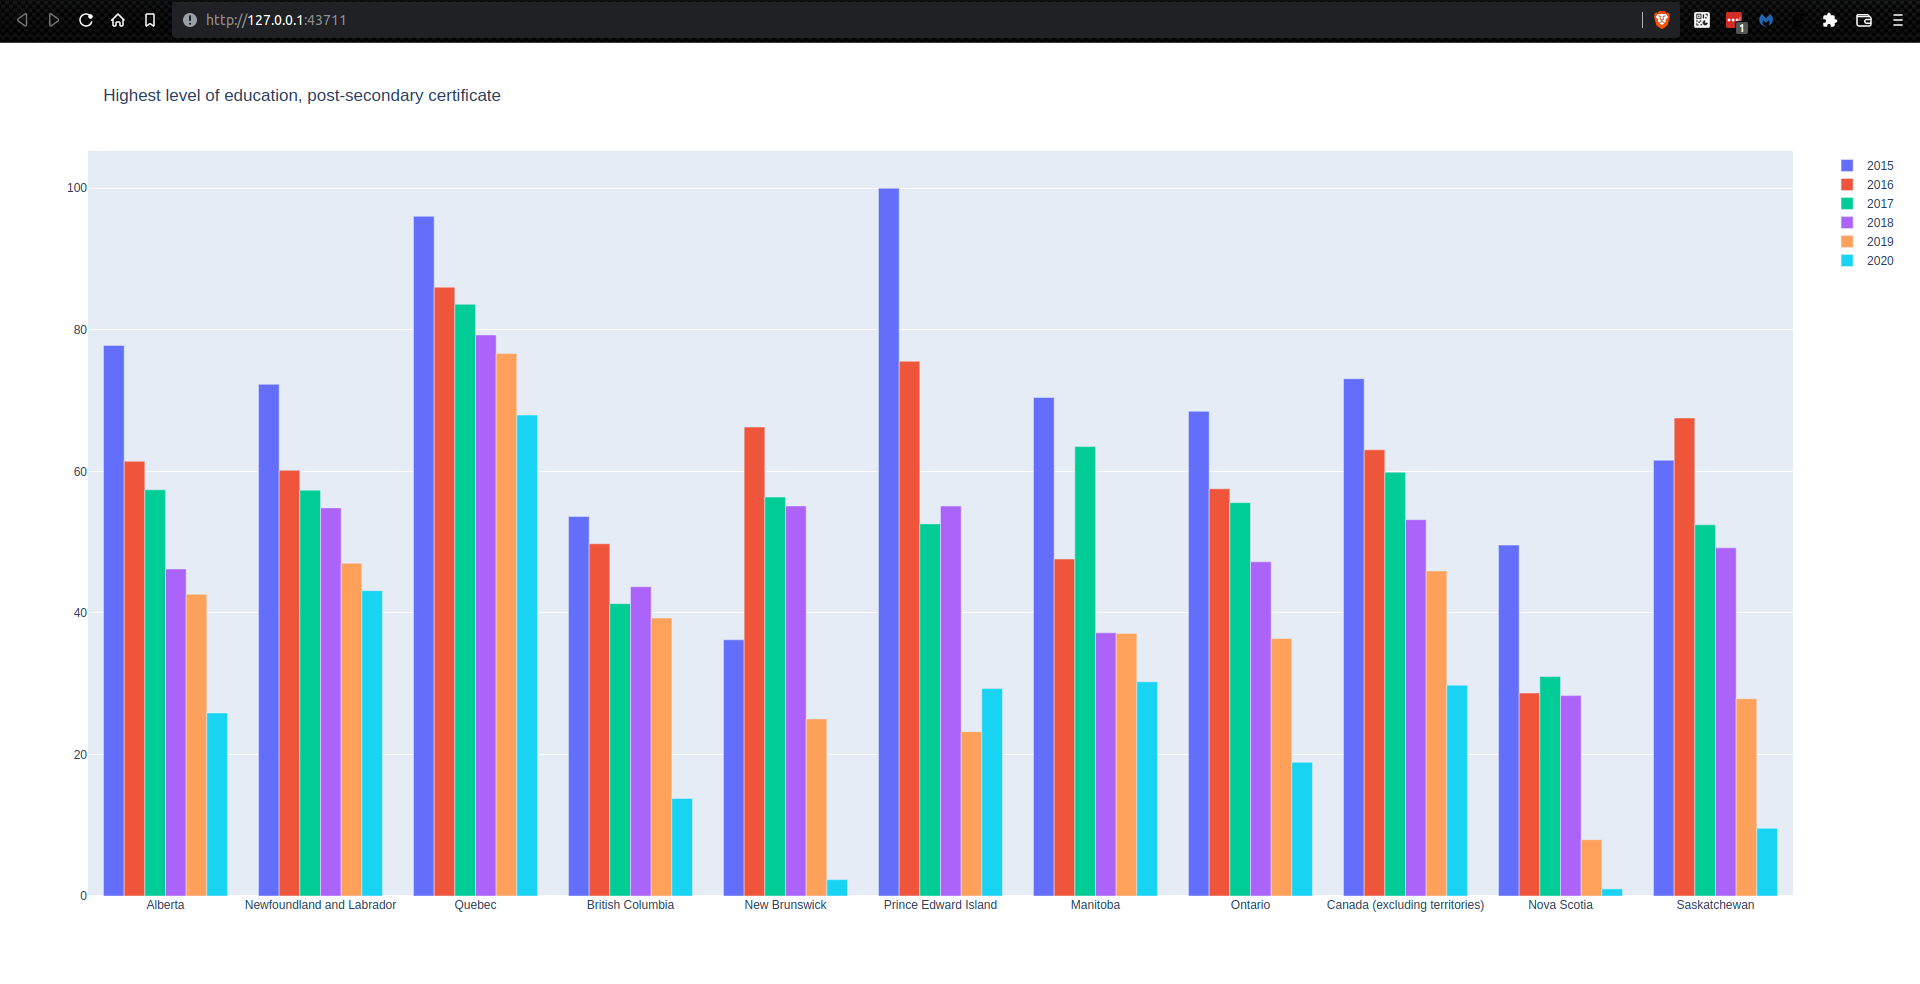 http://127.0.0.1:43711
1
Highest level of education, post-secondary certificate
100
80
60
40
20
0
Alberta
Newfoundland and Labrador
Quebec
British Columbia
New Brunswick
Prince Edward Island
Manitoba
Ontario
Canada (excluding territories)
Nova Scotia
Saskatchewan
2015
2016
2017
2018
2019
2020